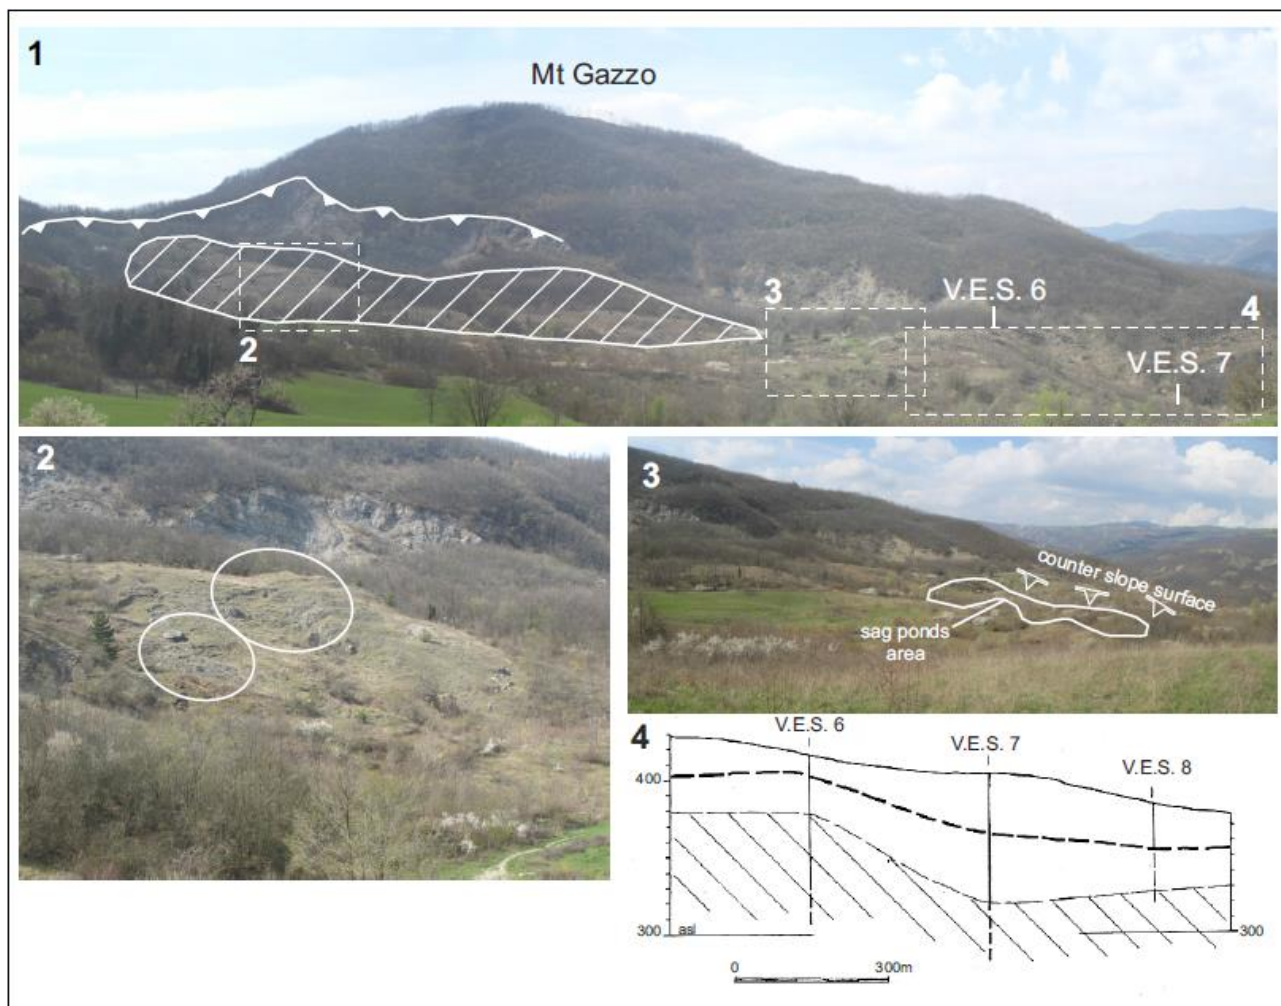 1
Mt Gazzo
3
V.E.S. 6
4
2
V.E.S. 7
2
3
counter slope surface
sag ponds
area
4
V.E.S. 6
V.E.S. 7
V.E.S. 8
400
300
asl
300
0
300m